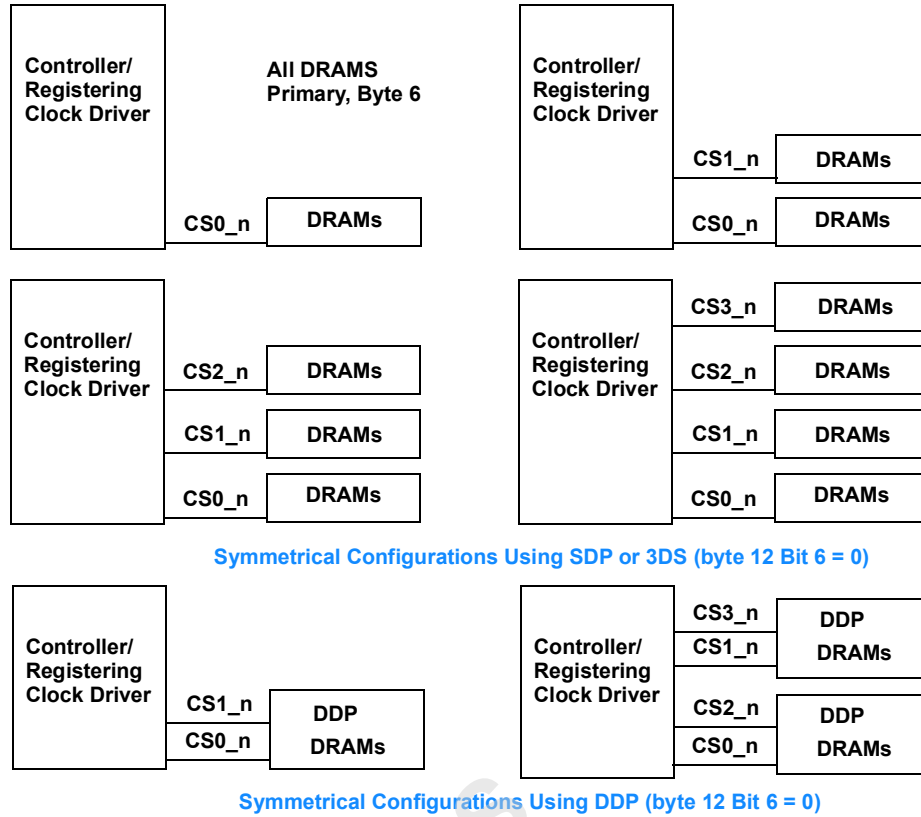 Controller/
Registering
Clock Driver
All DRAMS
Primary, Byte 6
CS0_n
DRAMs
Controller/
Registering
Clock Driver
CS1_n
DRAMs
CS0_n
DRAMs
Controller/
Registering
Clock Driver
CS2_n
DRAMs
CS1_n
DRAMs
CS0_n
DRAMs
Controller/
Registering
Clock Driver
CS3_n
DRAMs
CS2_n
DRAMs
CS1_n
DRAMs
CS0_n
DRAMs
Symmetrical Configurations Using SDP or 3DS (byte 12 Bit 6 = 0)
Controller/
Registering
Clock Driver
CS1_n
CS0_n
DDP
DRAMs
Controller/
Registering
Clock Driver
CS3_n
CS1_n
DDP
DRAMs
CS2_n
CS0_n
DDP
DRAMs
Symmetrical Configurations Using DDP (byte 12 Bit 6 = 0)